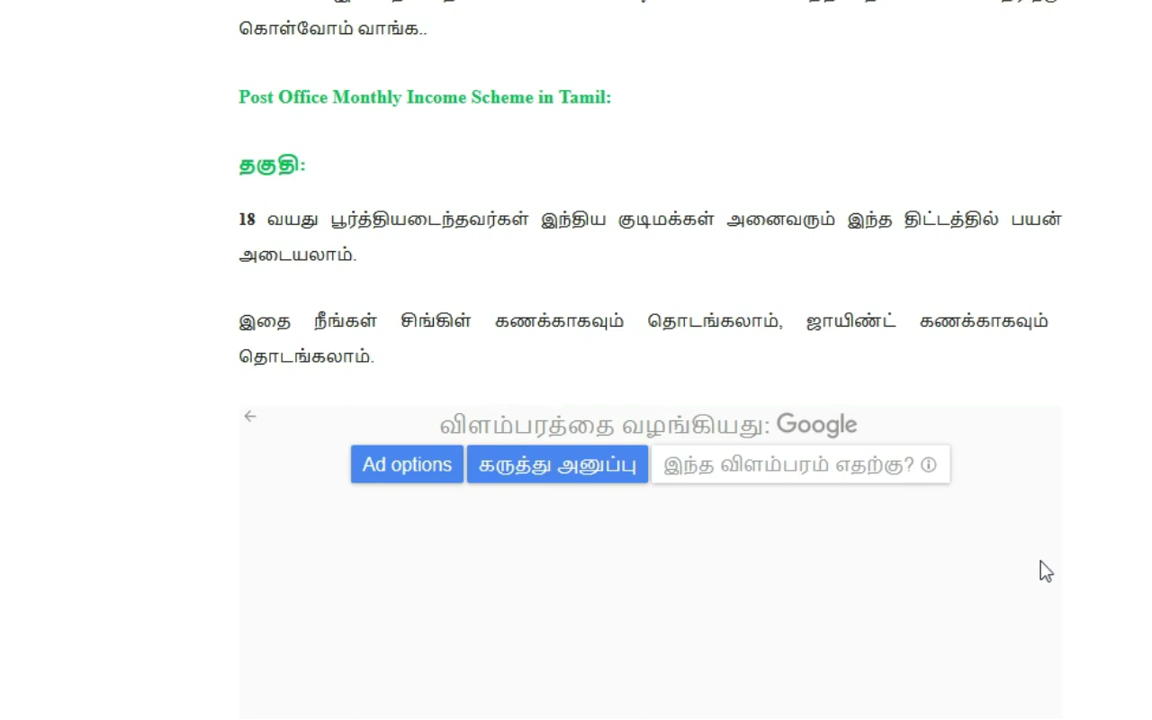 கொள்வோம் வாங்க..
Post Office Monthly Income Scheme in Tamil:
தகுதி:
18 வயது பூர்த்தியடைந்தவர்கள் இந்திய குடிமக்கள் அனைவரும் இந்த திட்டத்தில் பயன்
அடையலாம்.
இதை நீங்கள் சிங்கிள் கணக்காகவும் தொடங்கலாம், ஜாயிண்ட் கணக்காகவும்
தொடங்கலாம்.
விளம்பரத்தை வழங்கியது: Google
Ad options கருத்து அனுப்பு இந்த விளம்பரம் எதற்கு?